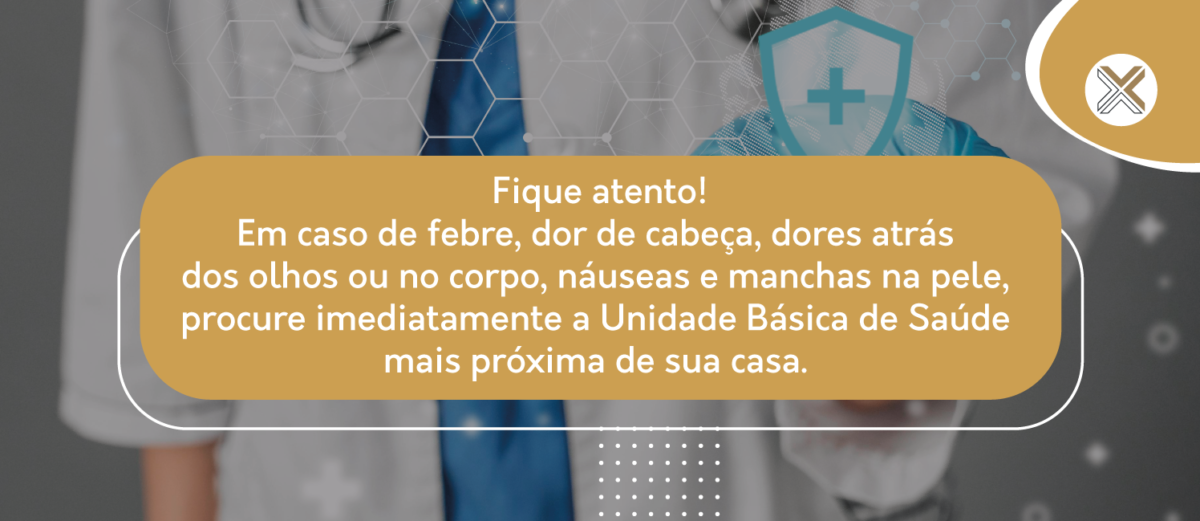 Fique atento!
Em caso de febre, dor de cabeça, dores atrás
dos olhos ou no corpo, náuseas e manchas na pele,
procure imediatamente a Unidade Básica de Saúde
mais próxima de sua casa.